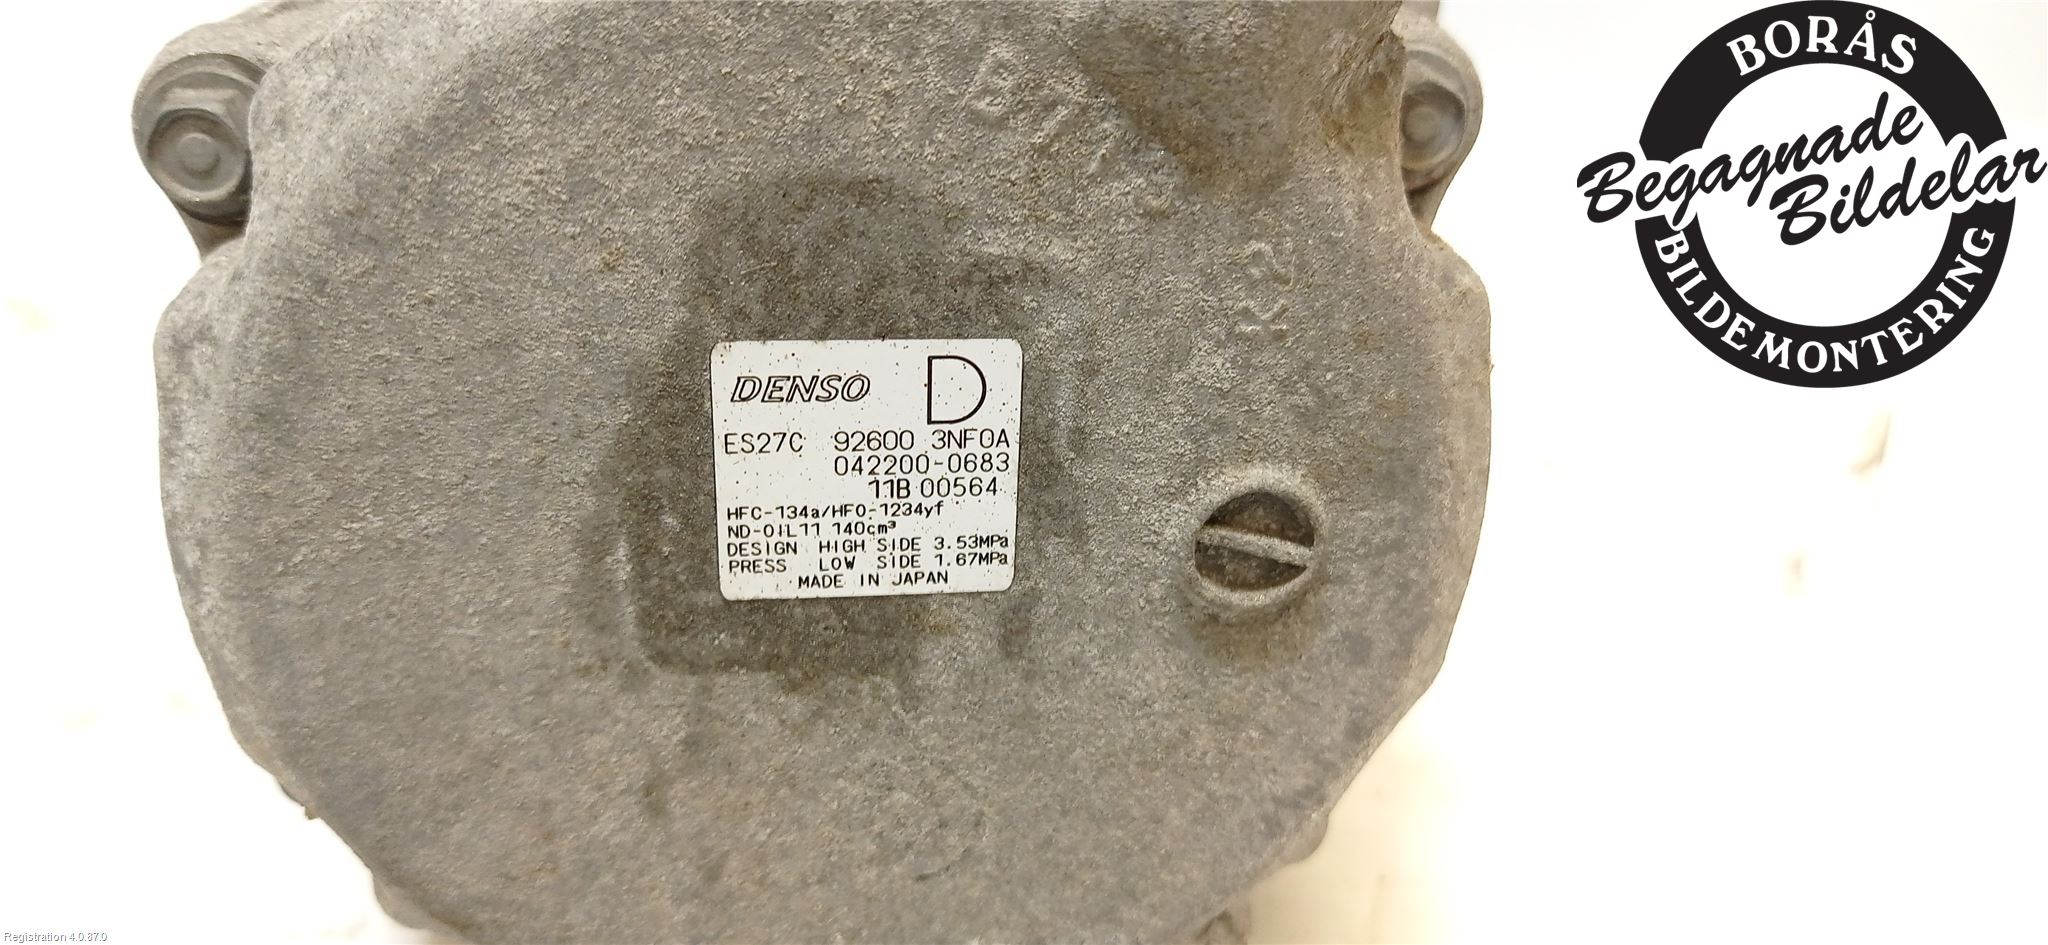 DENSO D
ES27C 92600 3NF0A
042200-0683
11B 00564
HFC-134a/HFO-1234yf
ND-OIL11 140cm³
DESIGN HIGH SIDE 3.53MPa
PRESS LOW SIDE 1.67MPa
MADE IN JAPAN
BORÅS
Begagnade
Bildelar
BILDEMONTERING
Registration 4.0.87.0